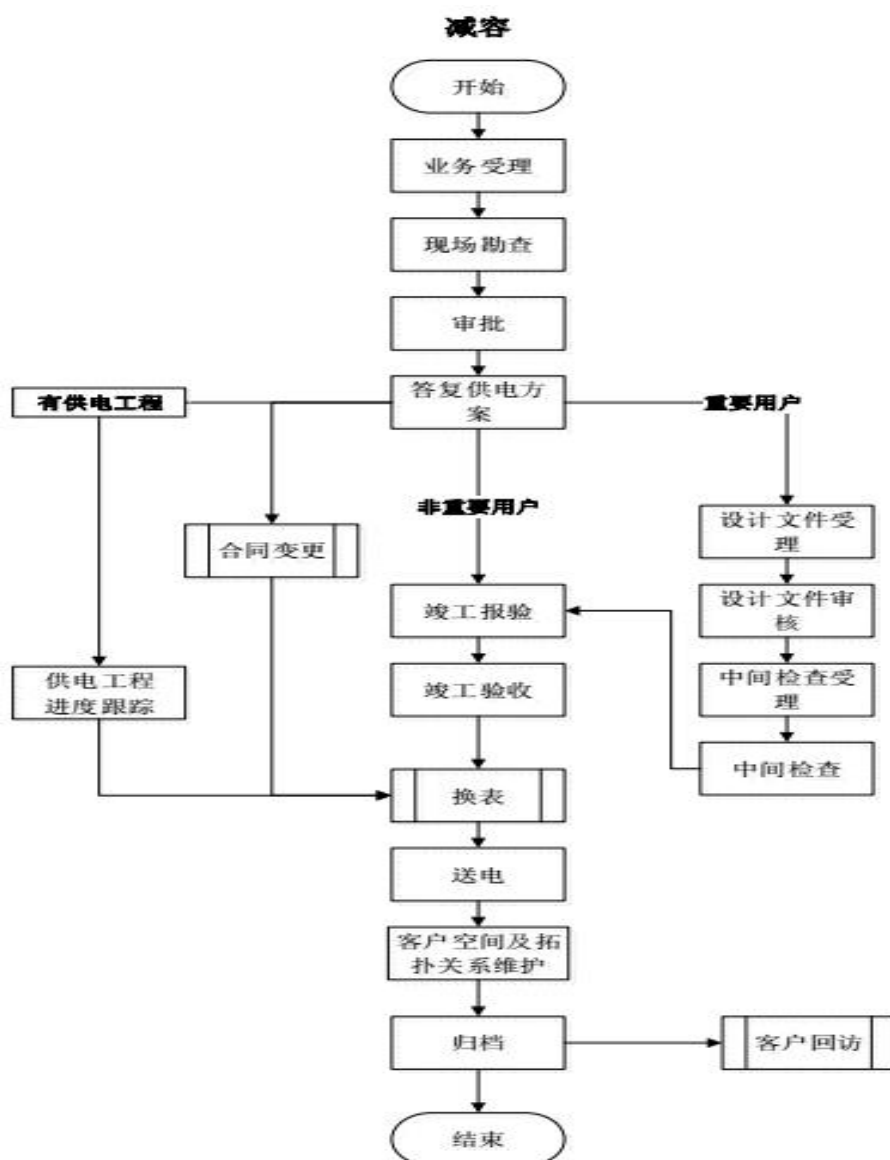 减容
开始
业务受理
现场勘查
审批
答复供电方
案
有供电工程
重要用户
非重要用户
设计文件受
理
合同变更
设计文件审
核
竣工报验
供电工程
进度跟踪
竣工验收
中间检查受
理
中间检查
换表
送电
客户空间及拓
扑关系维护
归档
客户回访
结束